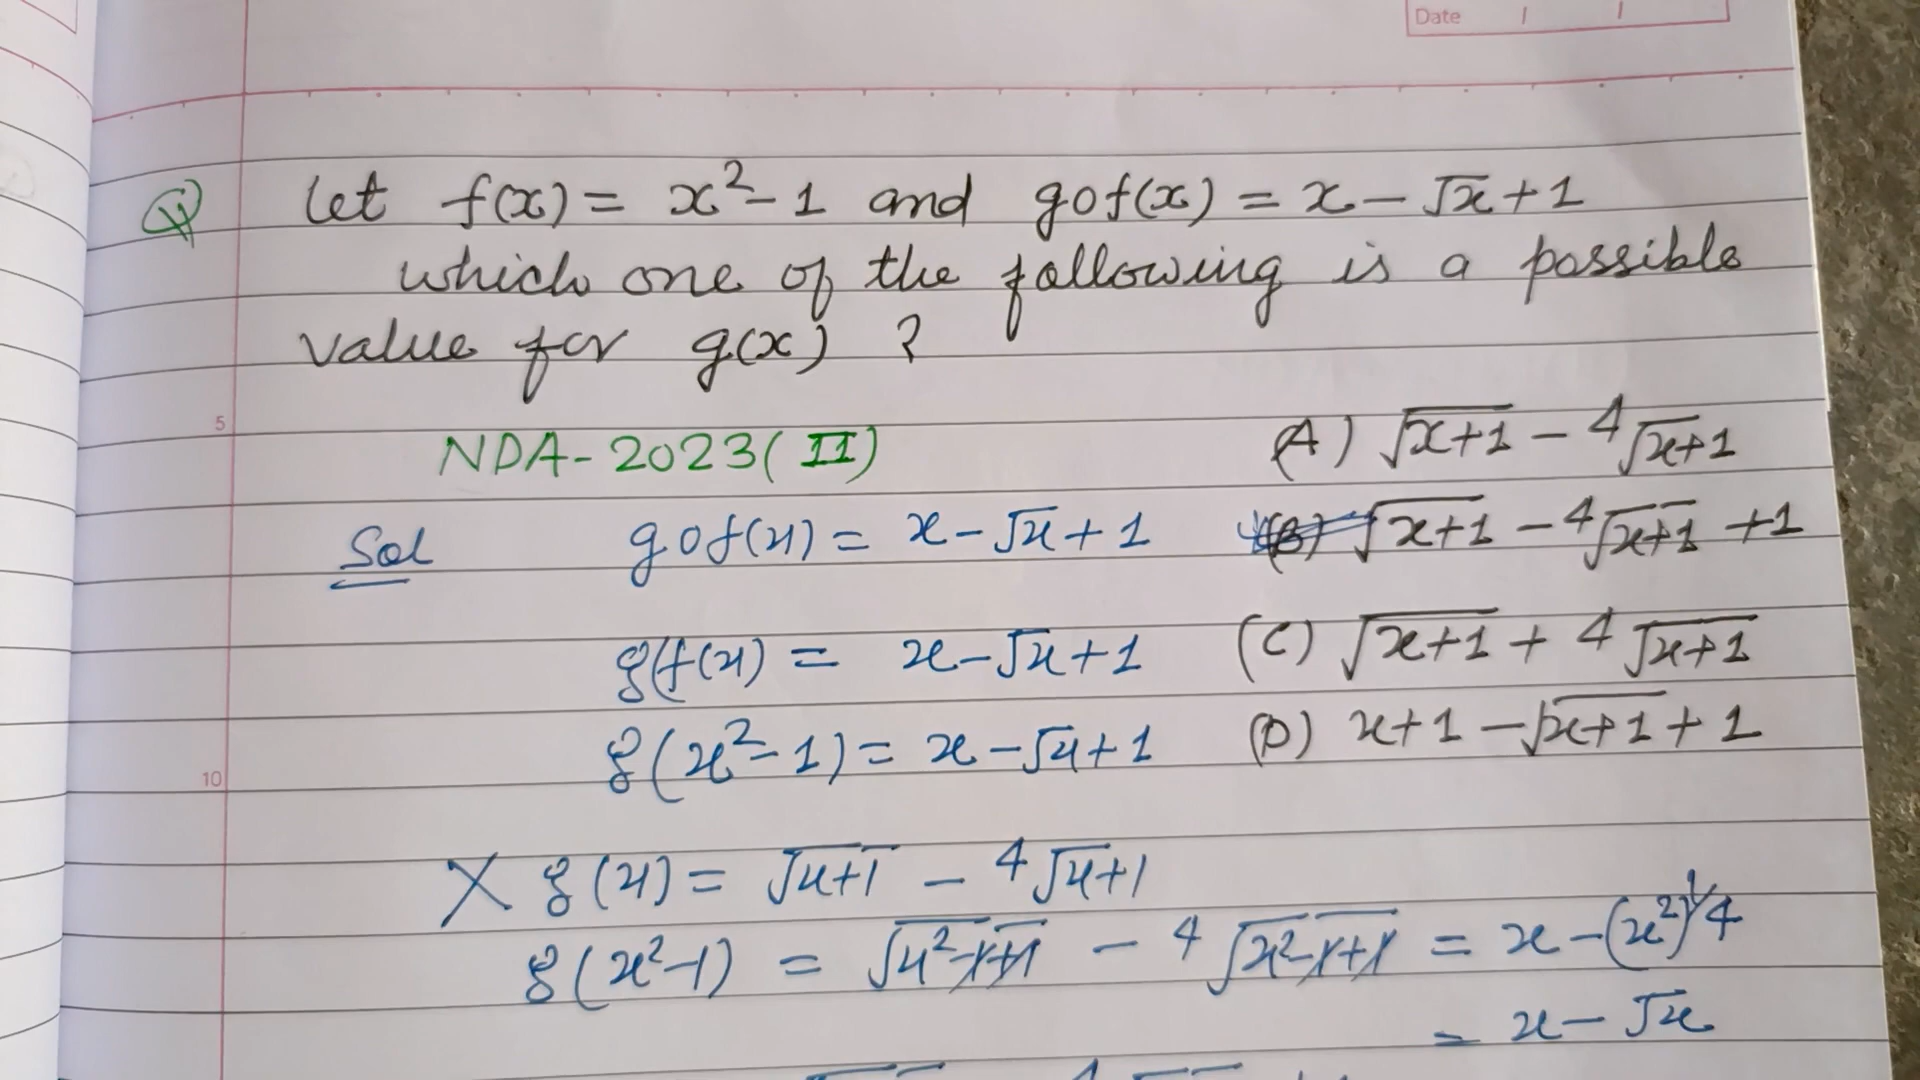 Date / /
Q Let f(x) = x² - 1 and gof(x) = x - √x + 1
which one of the following is a possible
value for g(x) ?
5
NDA-2023(II)
(A) √(x+1) - ⁴√x+1
Sol gof(x) = x - √x + 1
(B) √(x+1) - ⁴√(x+1) + 1
g(f(x) = x - √x + 1
(C) √(x+1) + ⁴√(x+1)
g(x² - 1) = x - √x + 1
(D) x+1 - √(x+1) + 1
10
X g(x) = √(x+1) - ⁴√x+1
g(x²-1) = √(x²-1+1) - ⁴√(x²-1+1) = x - (x²)^1/4
= x - √x